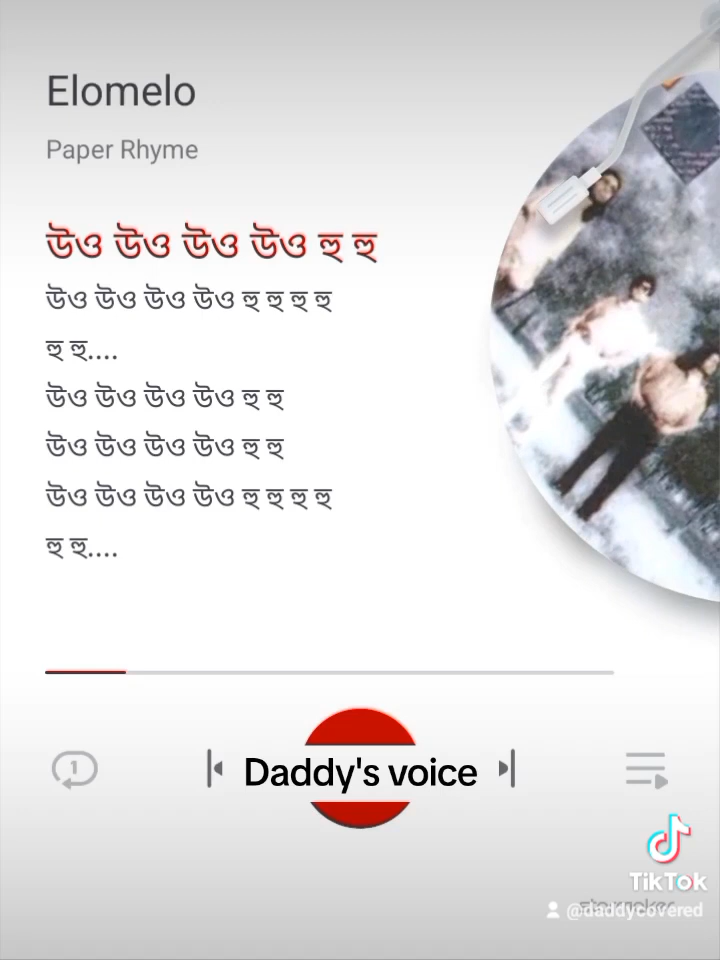 Elomelo
Paper Rhyme
উও উও উও উও হু হু
উও উও উও উও হু হু হু হু
হু হু....
উও উও উও উও হু হু
উও উও উও উও হু হু
উও উও উও উও হু হু হু হু
হু হু....
1
Daddy's voice
TikTok
@daddycovered